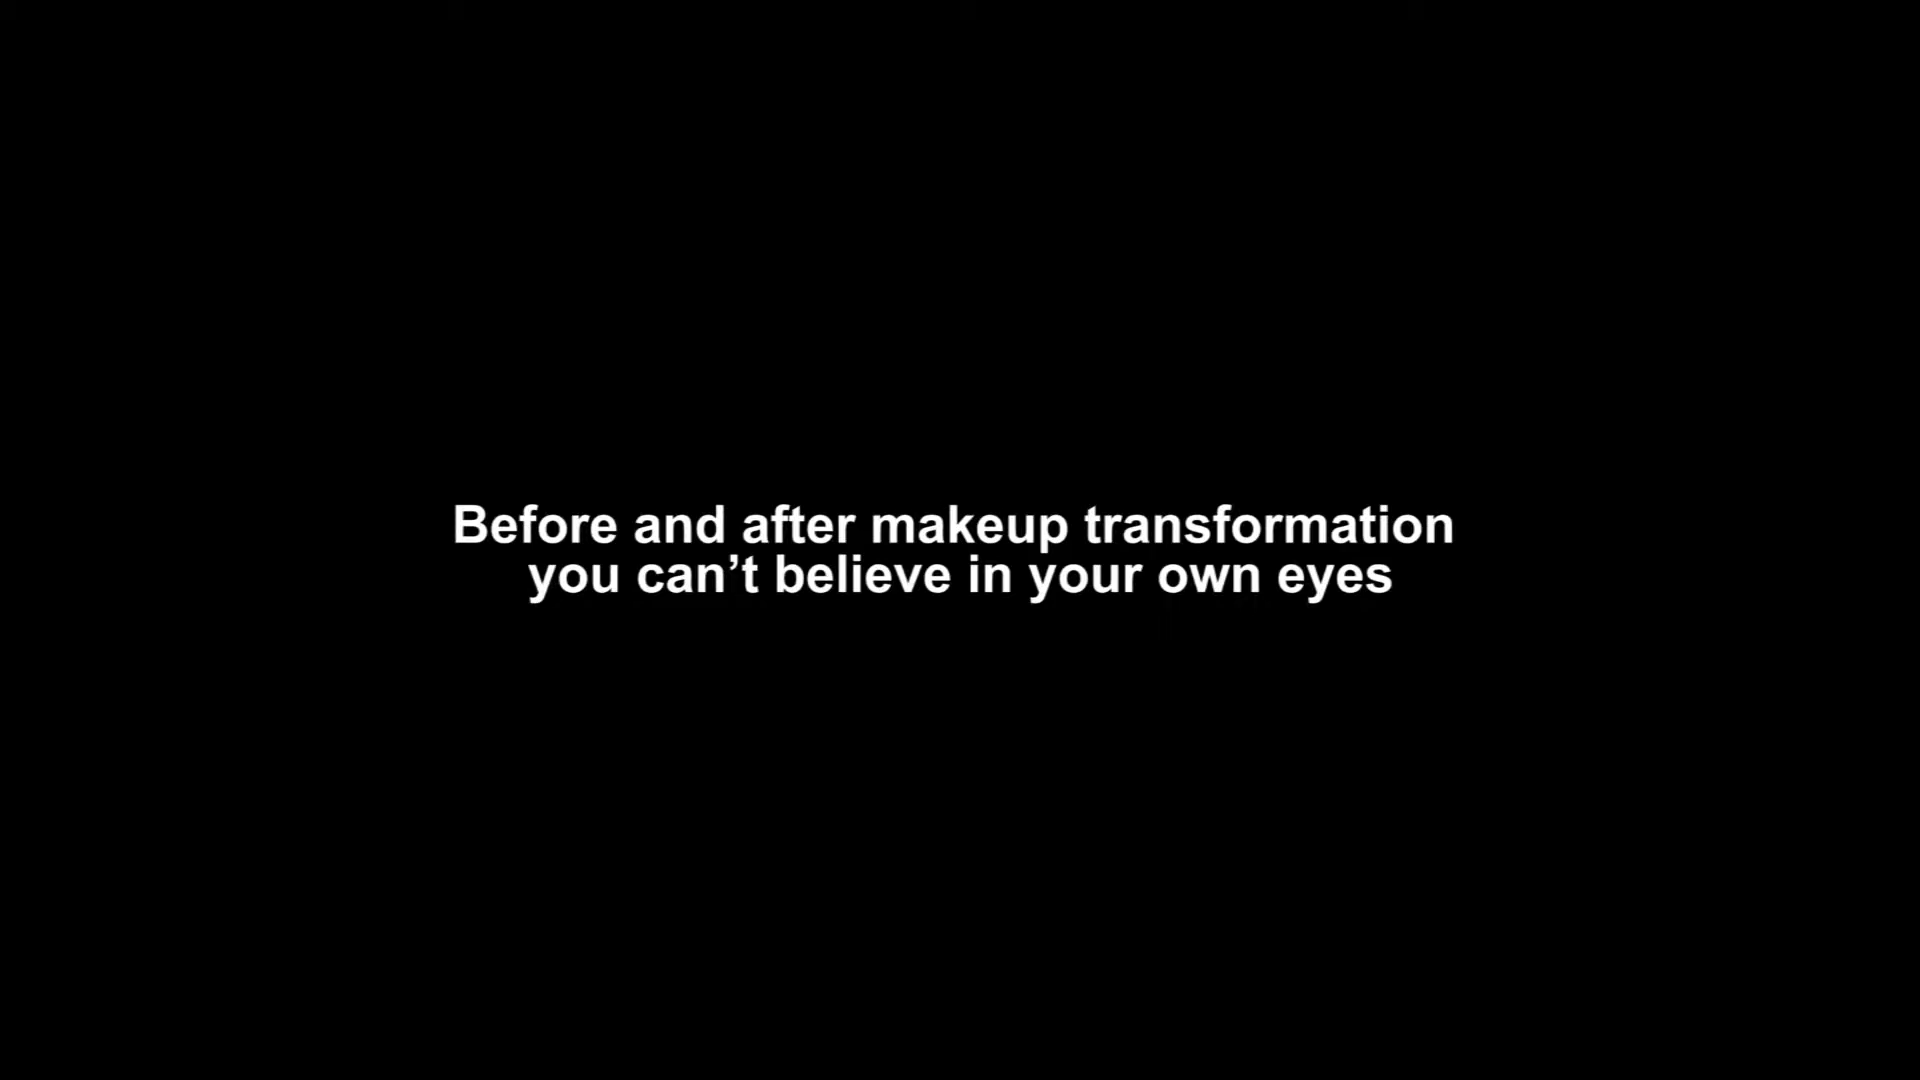 Before and after makeup transformation
you can’t believe in your own eyes